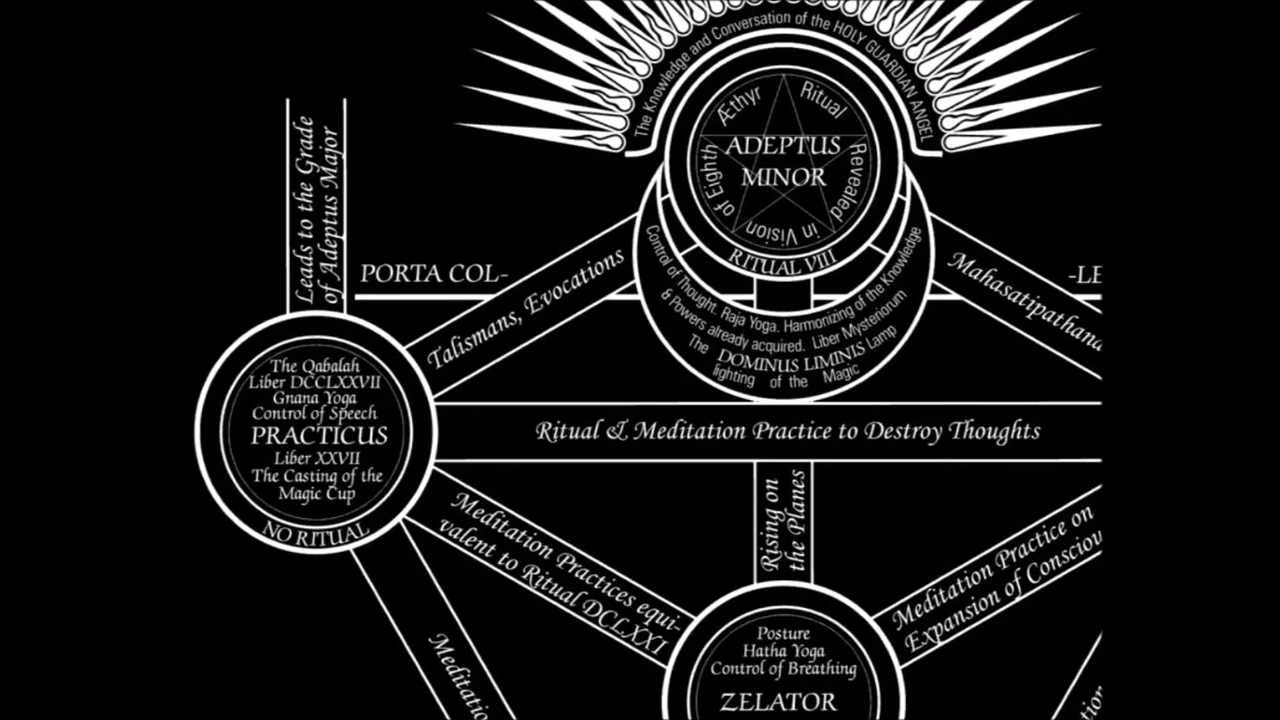 The Knowledge and Conversation of the HOLY GUARDIAN ANGEL
Æthyr Ritual Revealed in Vision of Eighth
ADEPTUS
MINOR
RITUAL VIII
Control of Thought. Raja Yoga. Harmonizing of the Knowledge
& Powers already acquired. Liber Mysteriorum
The DOMINUS LIMINIS Lamp
lighting of the Magic
Leads to the Grade
of Adeptus Major
PORTA COL-
-LE
Talismans, Evocations
Mahasatipathana
The Qabalah
Liber DCCLXXVII
Gnana Yoga
Control of Speech
PRACTICUS
Liber XXVII
The Casting of the
Magic Cup
NO RITUAL
Ritual & Meditation Practice to Destroy Thoughts
Rising on
the Planes
Meditation Practices equi-
valent to Ritual DCLXXI
Meditation Practice on
Expansion of Consciou
Meditatio
Posture
Hatha Yoga
Control of Breathing
ZELATOR